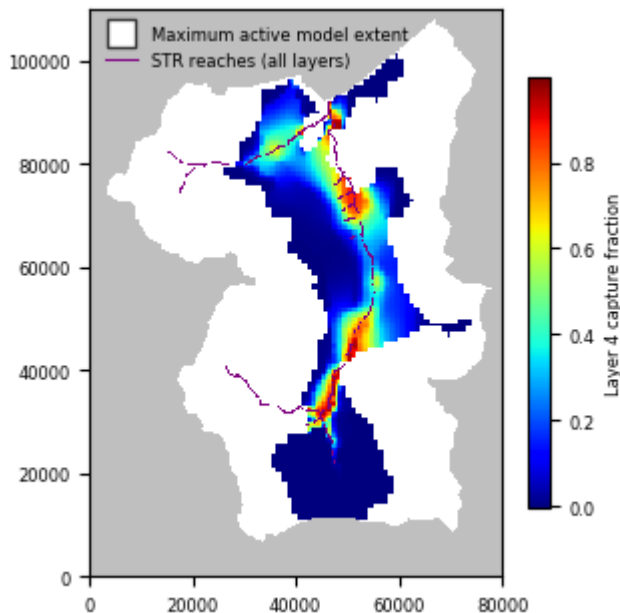 Maximum active model extent
STR reaches (all layers)
100000
80000
60000
40000
20000
0
0 20000 40000 60000 80000
0.8
0.6
0.4
0.2
0.0
Layer 4 capture fraction